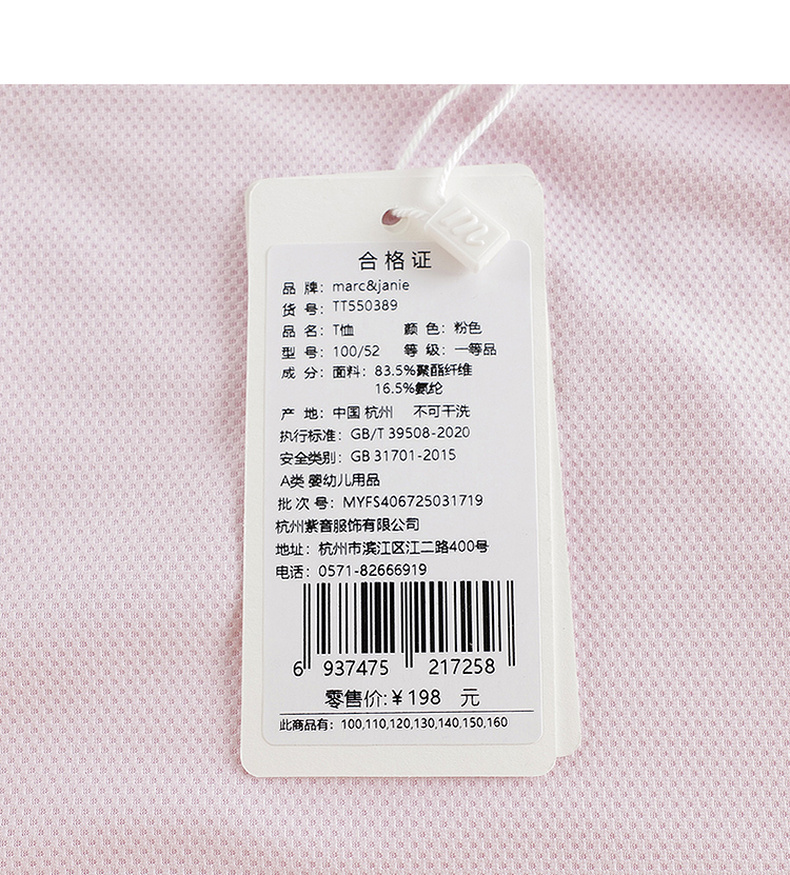 m
合格证
品 牌：marc&janie
货 号：TT550389
品 名：T恤 颜 色：粉色
型 号：100/52 等 级：一等品
成 分：面料：83.5%聚酯纤维
16.5%氨纶
产 地：中国 杭州 不可干洗
执行标准：GB/T 39508-2020
安全类别：GB 31701-2015
A类 婴幼儿用品
批 次 号：MYFS406725031719
杭州紫音服饰有限公司
地址：杭州市滨江区江二路400号
电话：0571-82666919
6 937475 217258
零售价:￥198 元
此商品有：100,110,120,130,140,150,160